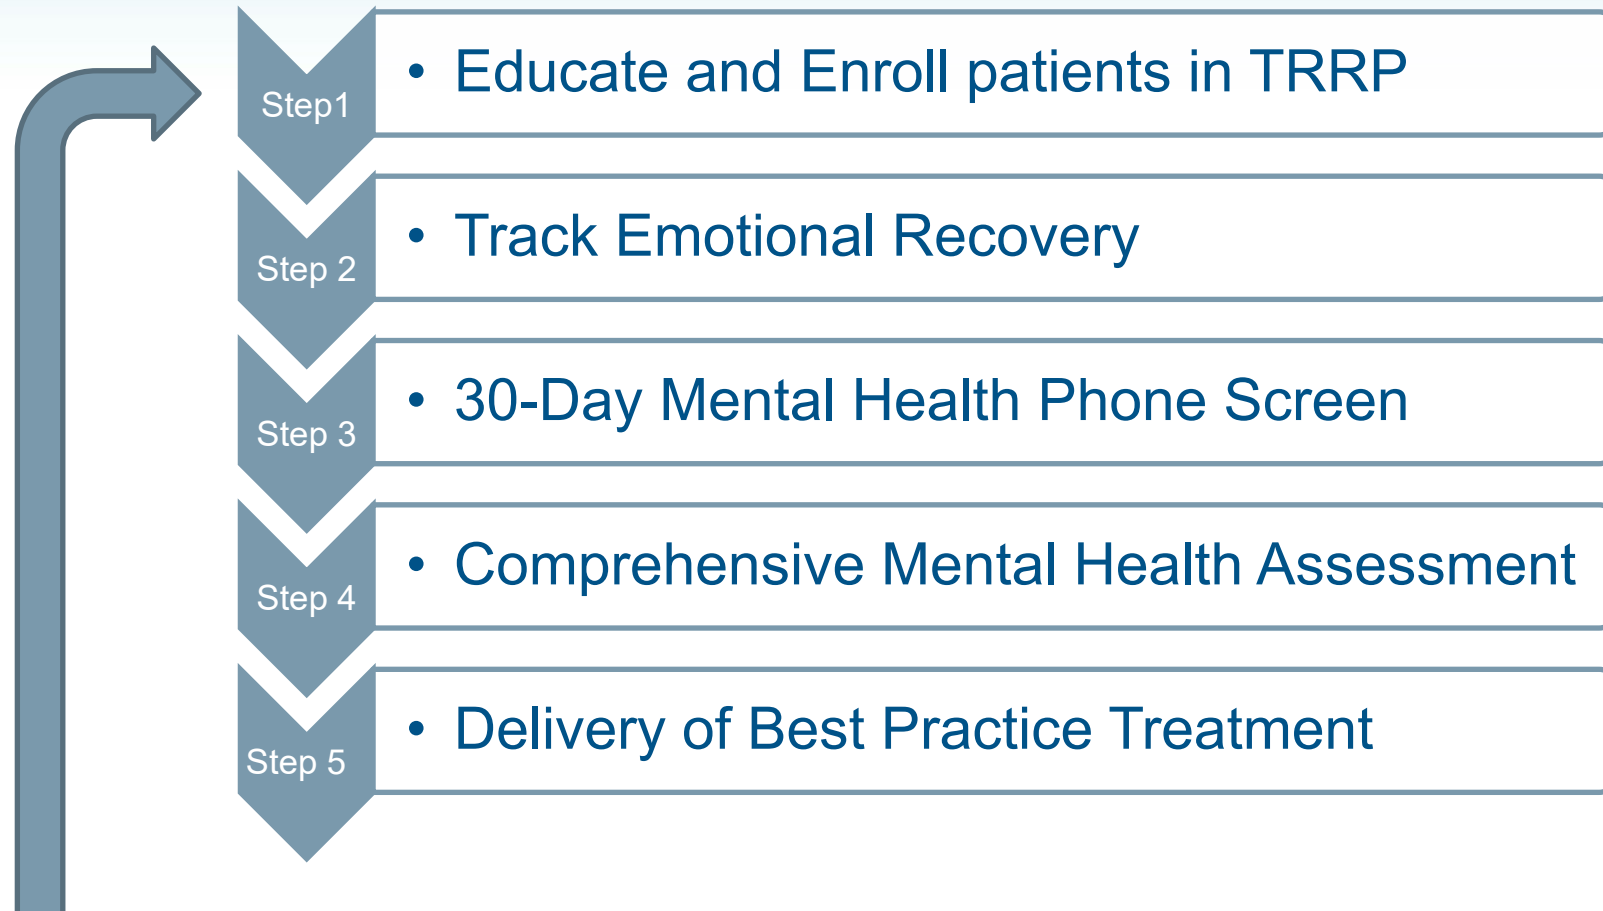 Step1
• Educate and Enroll patients in TRRP
Step 2
• Track Emotional Recovery
Step 3
• 30-Day Mental Health Phone Screen
Step 4
• Comprehensive Mental Health Assessment
Step 5
• Delivery of Best Practice Treatment